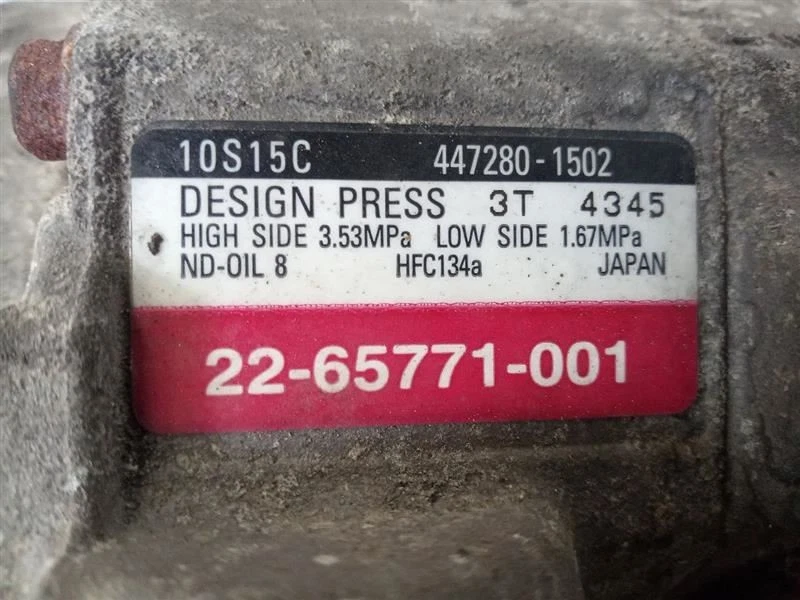 10S15C 447280-1502
DESIGN PRESS 3T 4345
HIGH SIDE 3.53MPa LOW SIDE 1.67MPa
ND-OIL 8 HFC134a JAPAN
22-65771-001